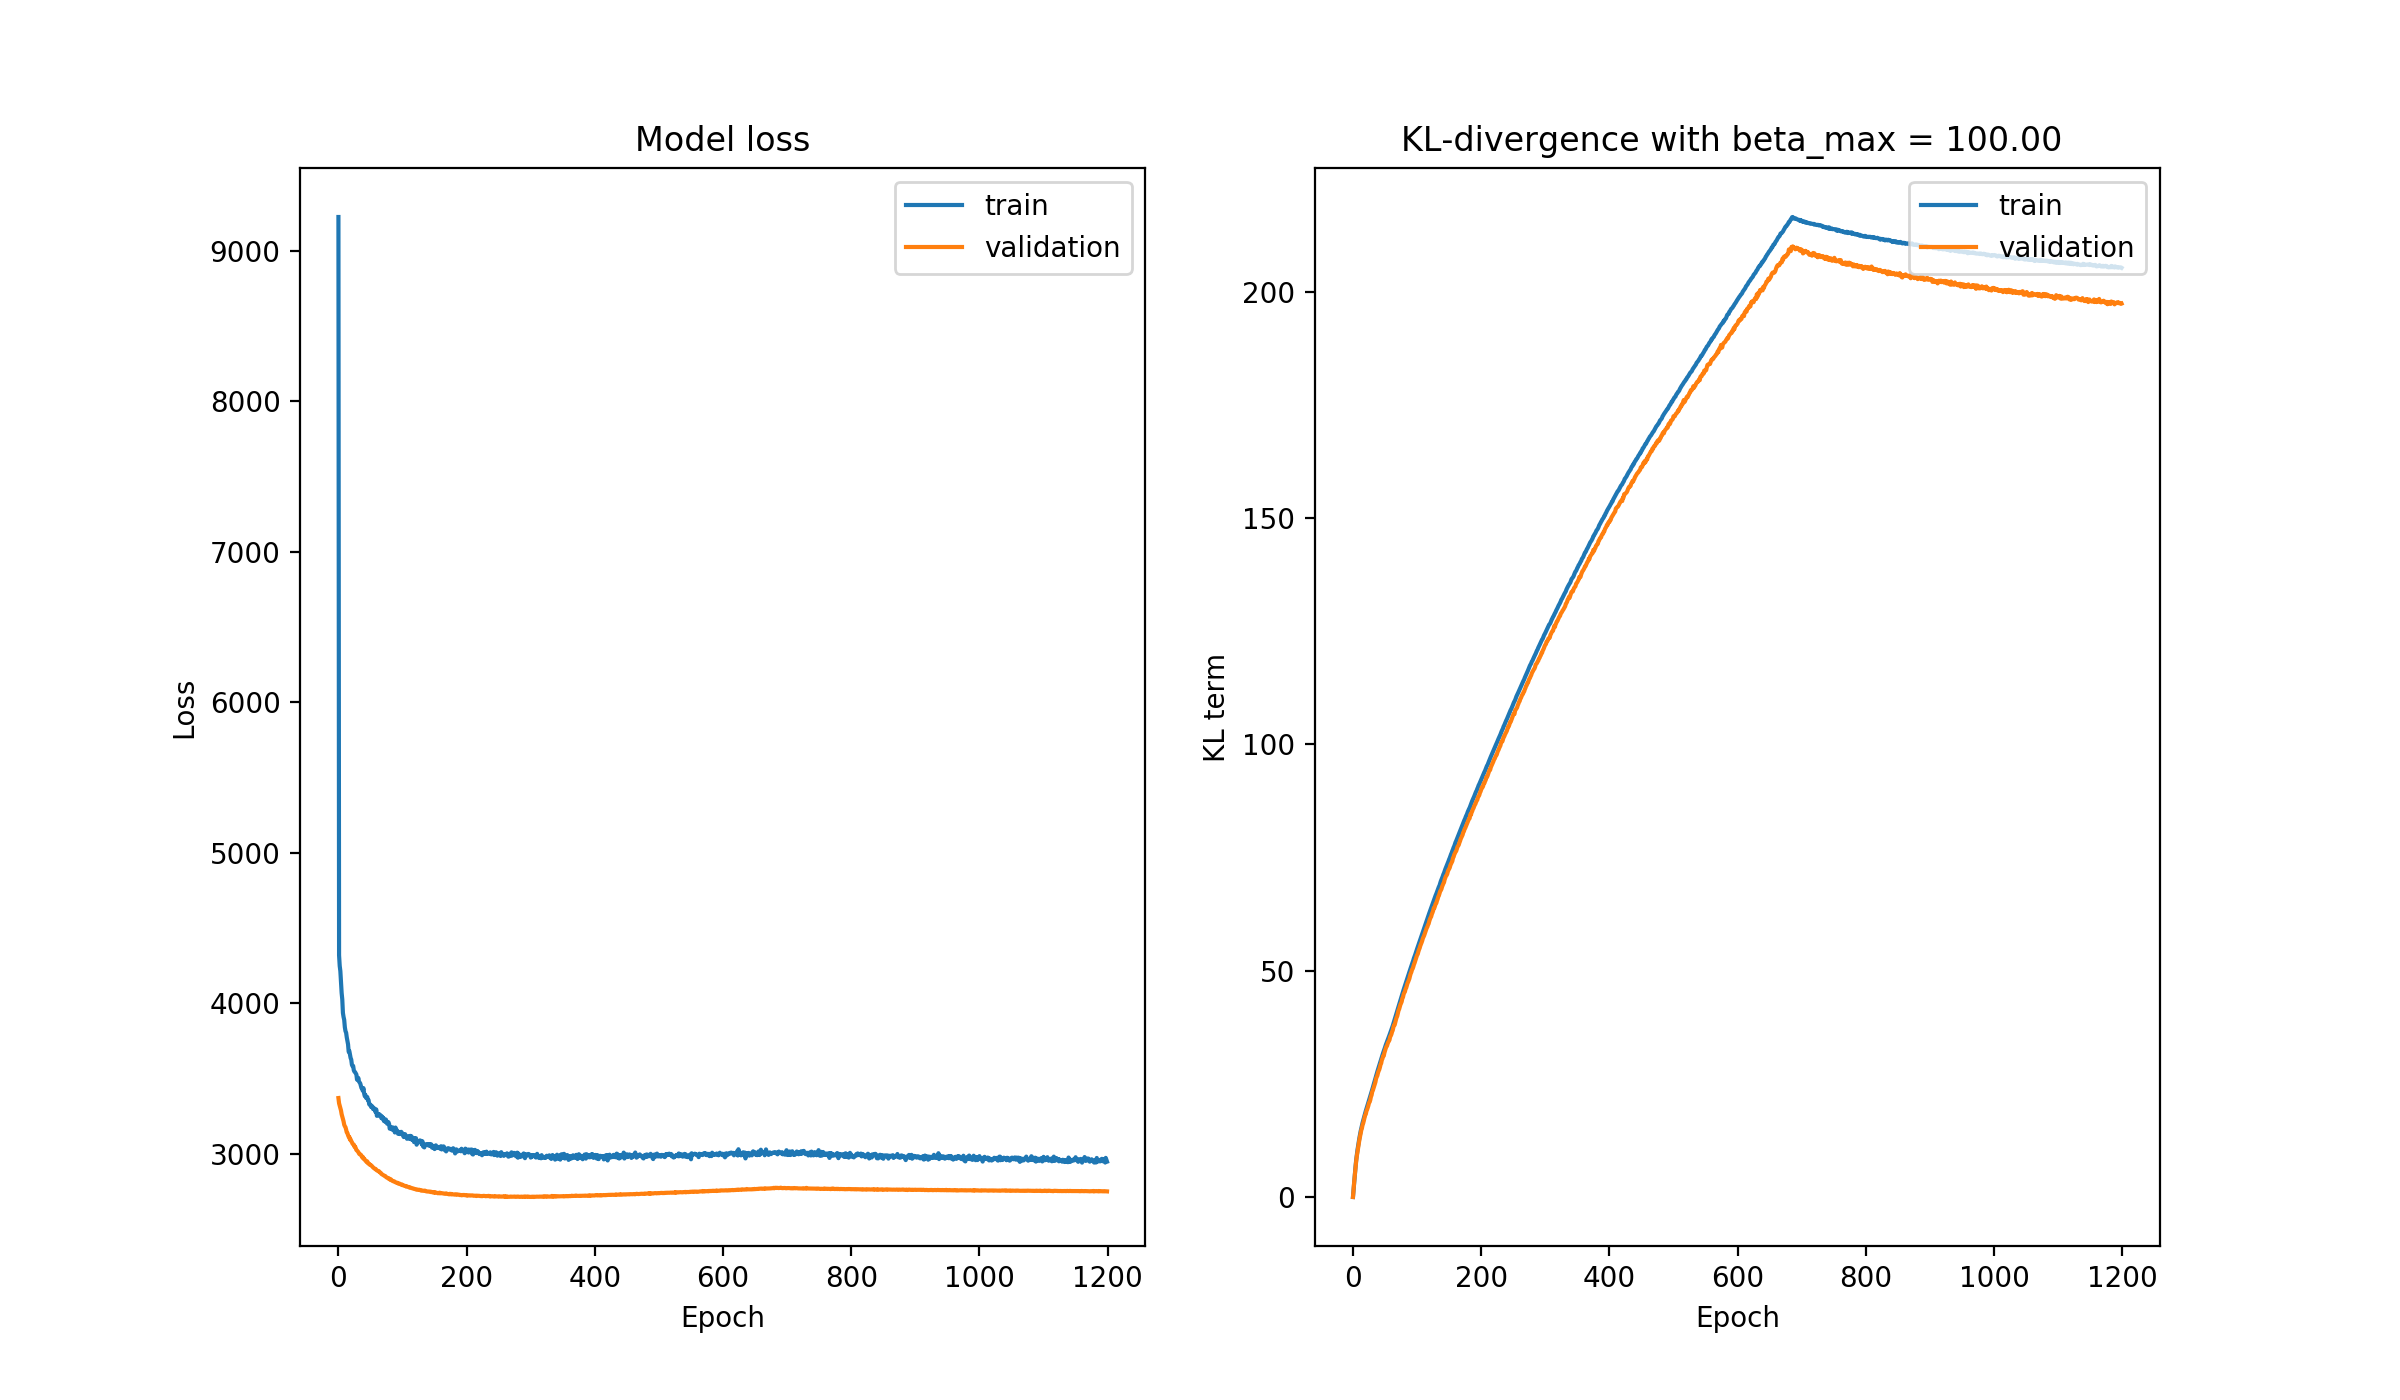 Model loss
train
validation
9000
8000
7000
6000
5000
4000
3000
Loss
0 200 400 600 800 1000 1200
Epoch
KL-divergence with beta_max = 100.00
train
validation
200
150
100
50
0
KL term
0 200 400 600 800 1000 1200
Epoch